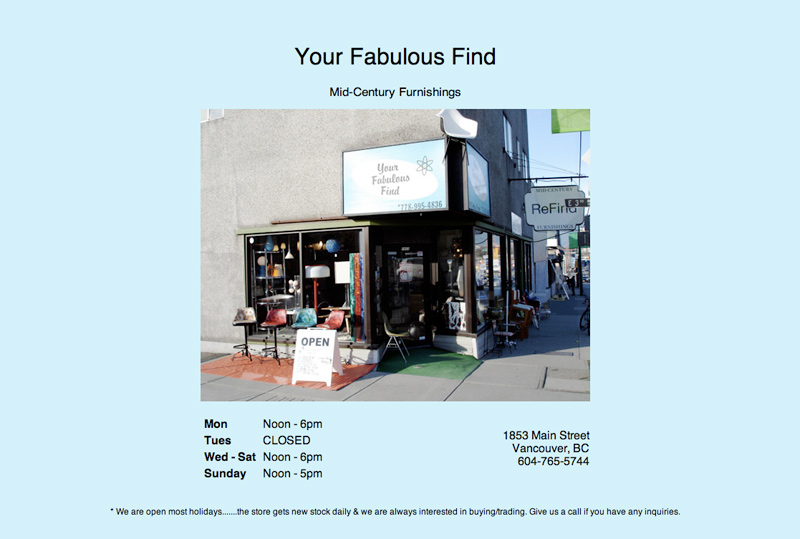 Your Fabulous Find
Mid-Century Furnishings
Your
Fabulous
Find
*778-995-4836
MID-CENTURY
ReFind
FURNISHINGS
E 3
OPEN
Mon Noon - 6pm
Tues CLOSED
Wed - Sat Noon - 6pm
Sunday Noon - 5pm
1853 Main Street
Vancouver, BC
604-765-5744
* We are open most holidays.......the store gets new stock daily & we are always interested in buying/trading. Give us a call if you have any inquiries.